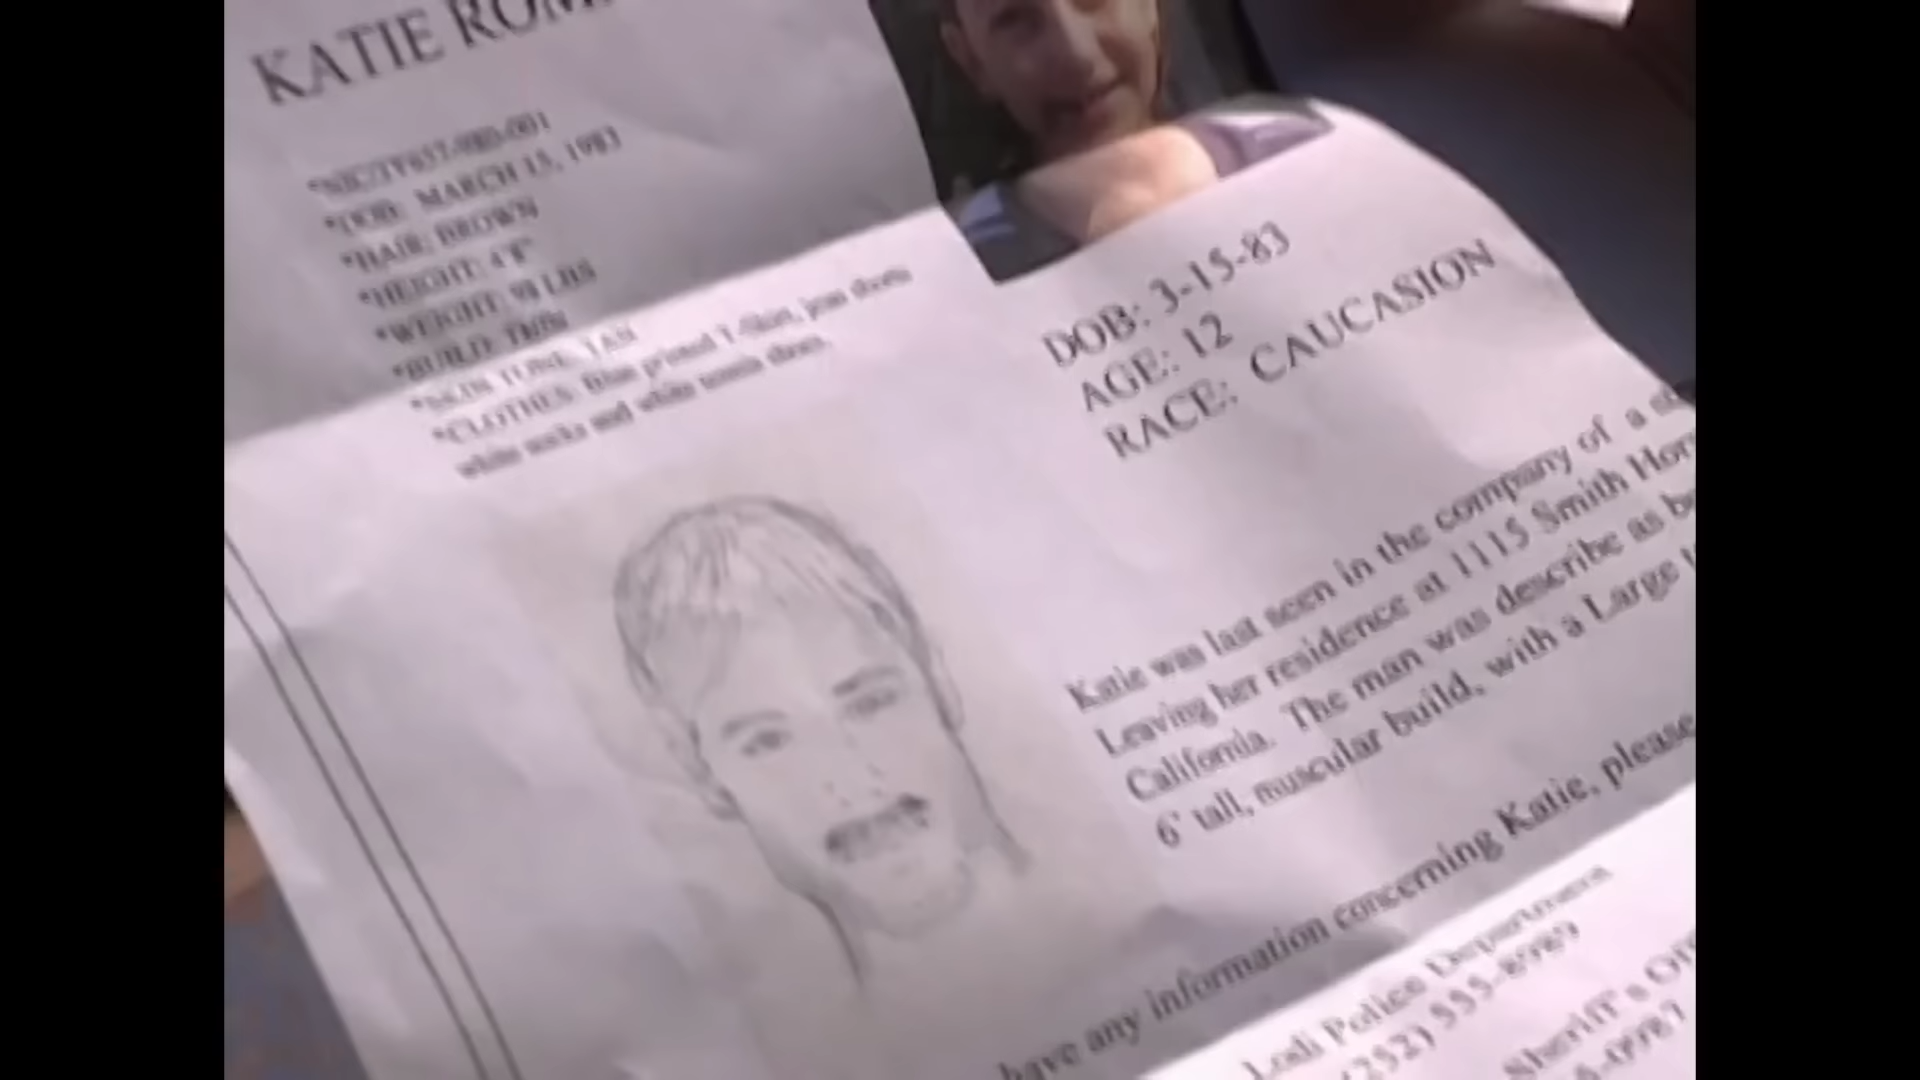 KATIE
*DOB: MARCH 15, 1983
*HAIR: BROWN
*HEIGHT: 4'8"
*WEIGHT: 90 LBS
*BUILD: THIN
*SKIN TONE: TAN
*CLOTHES: Blue printed T-Shirt, jean shorts
white socks and white tennis shoes.
DOB: 3-15-83
AGE: 12
RACE: CAUCASION
Katie was last seen in the company of a
Leaving her residence at 1115 Smith
California. The man was describe as
6' tall, muscular build, with a Large
have any information concerning Katie, please
Lodi Police Department
(252) 555-8989
Sheriff's